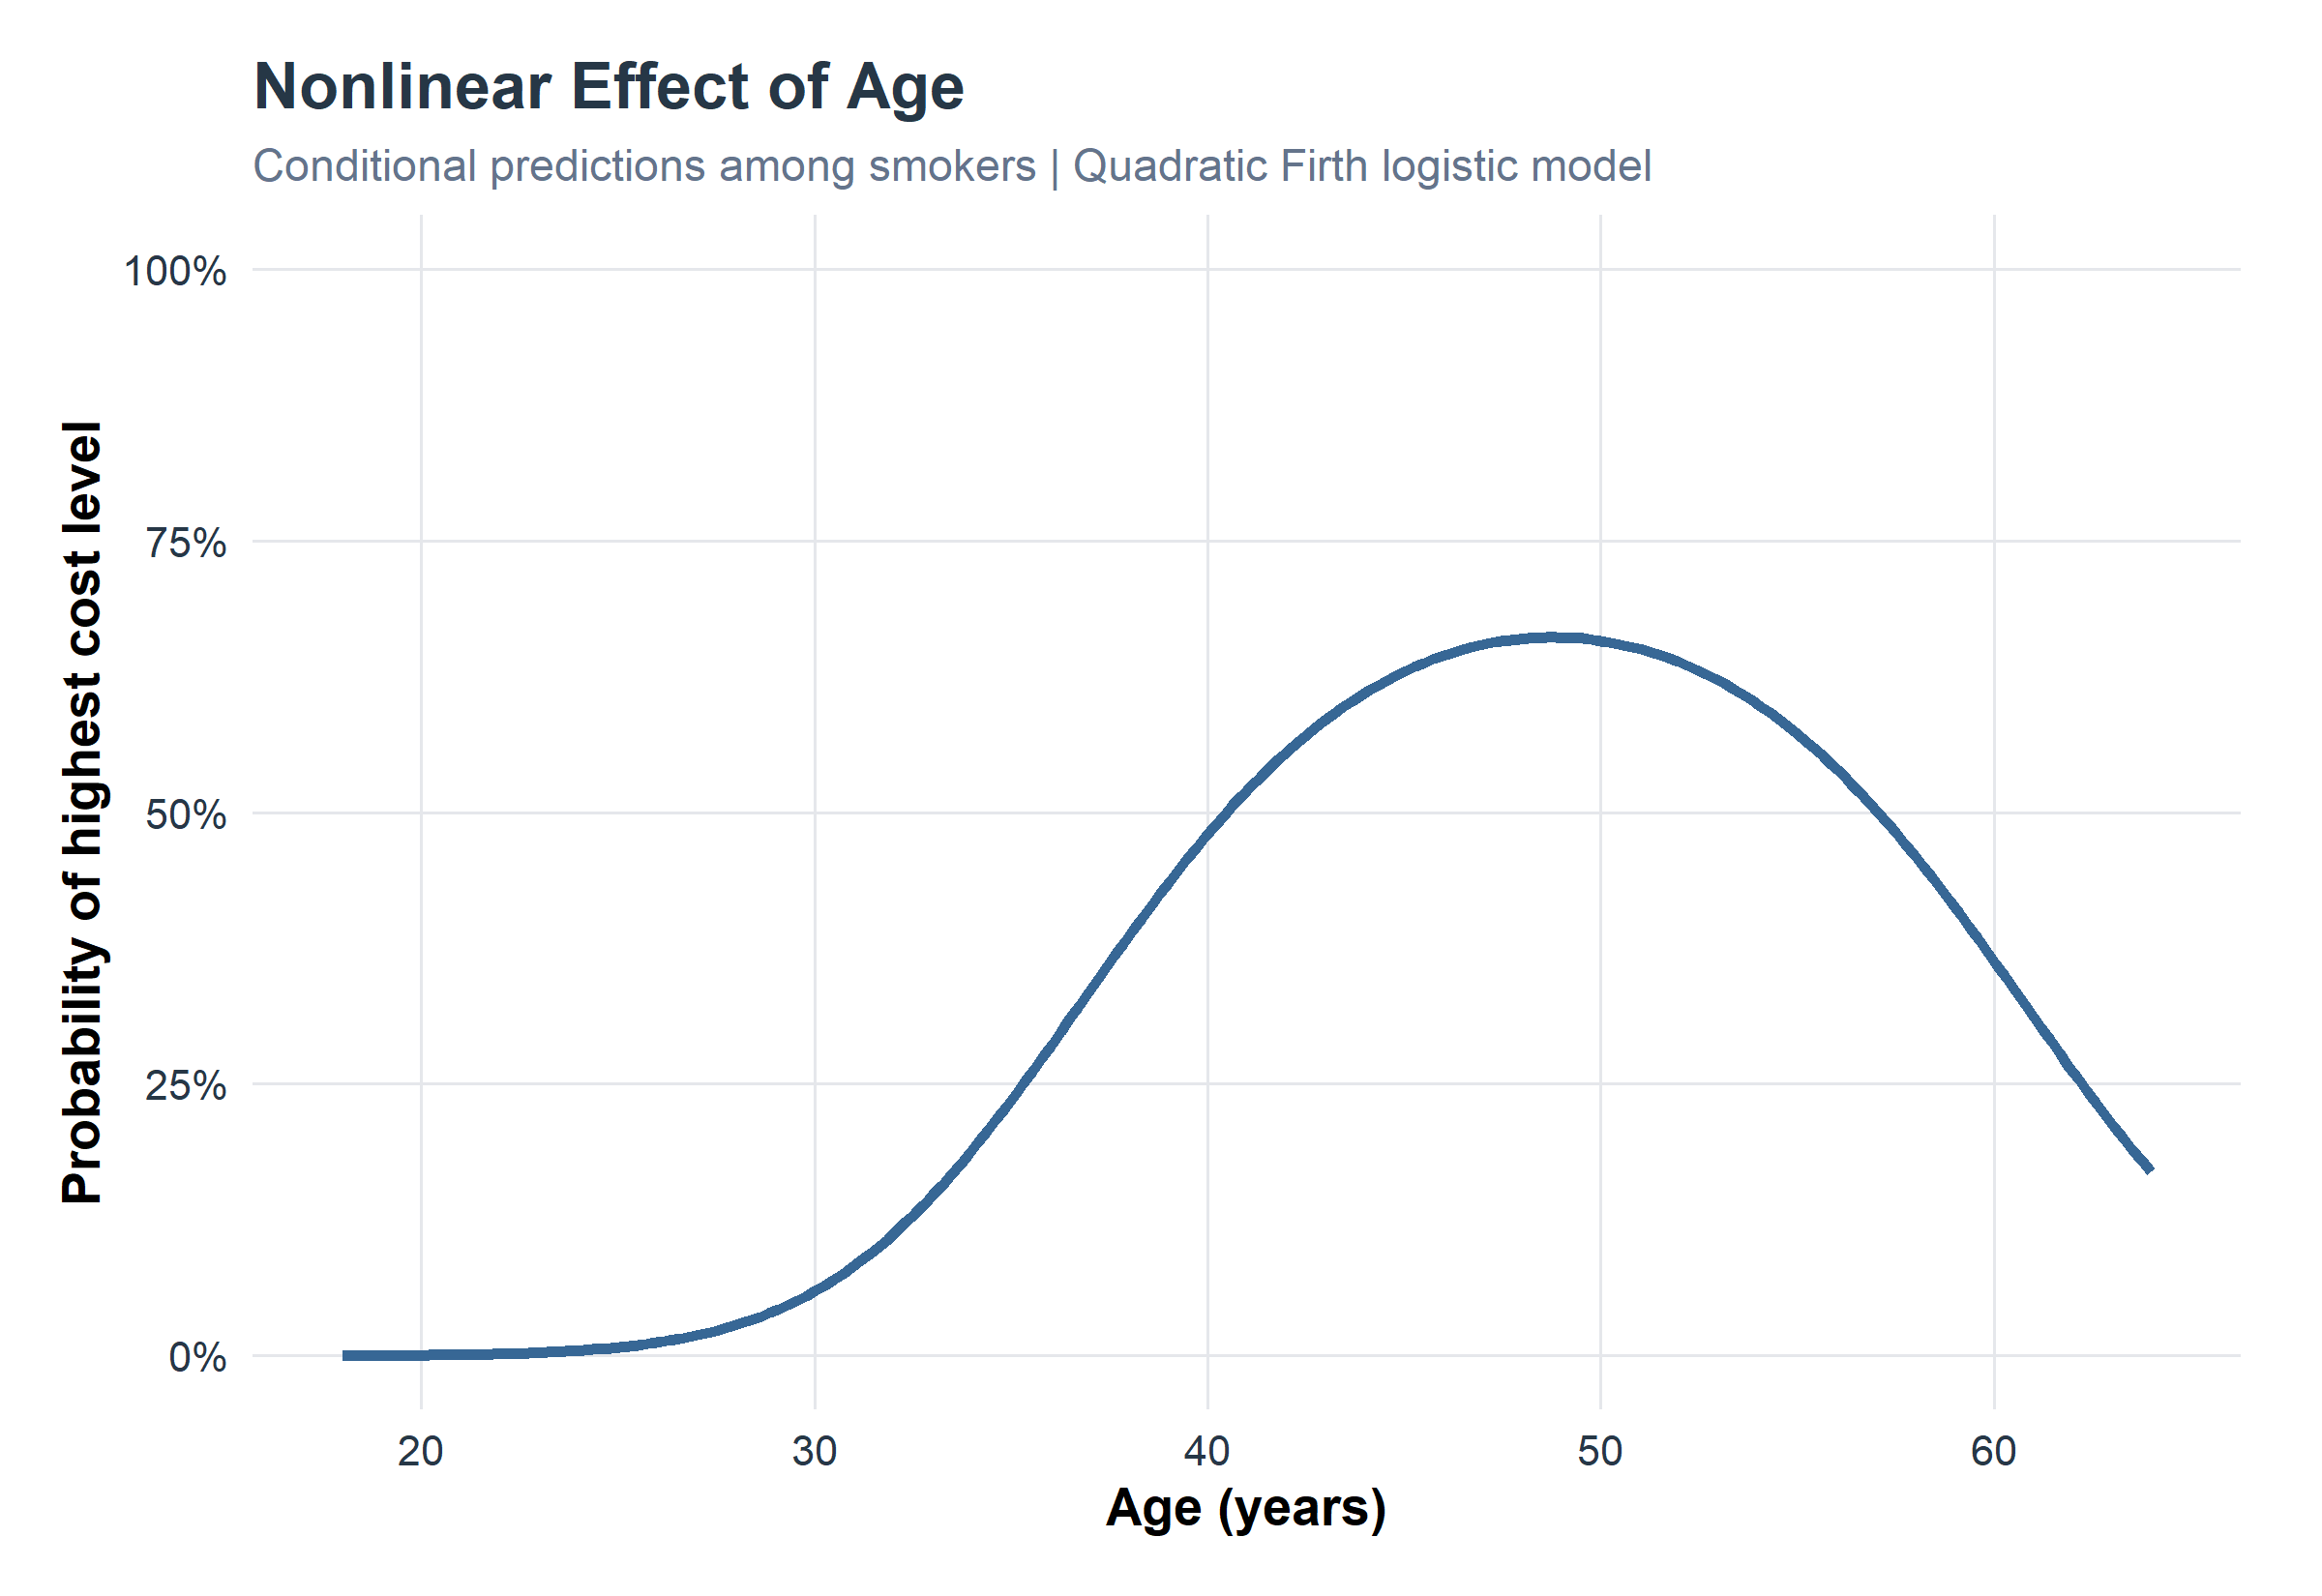 Nonlinear Effect of Age
Conditional predictions among smokers | Quadratic Firth logistic model
Probability of highest cost level
100%
75%
50%
25%
0%
20 30 40 50 60
Age (years)